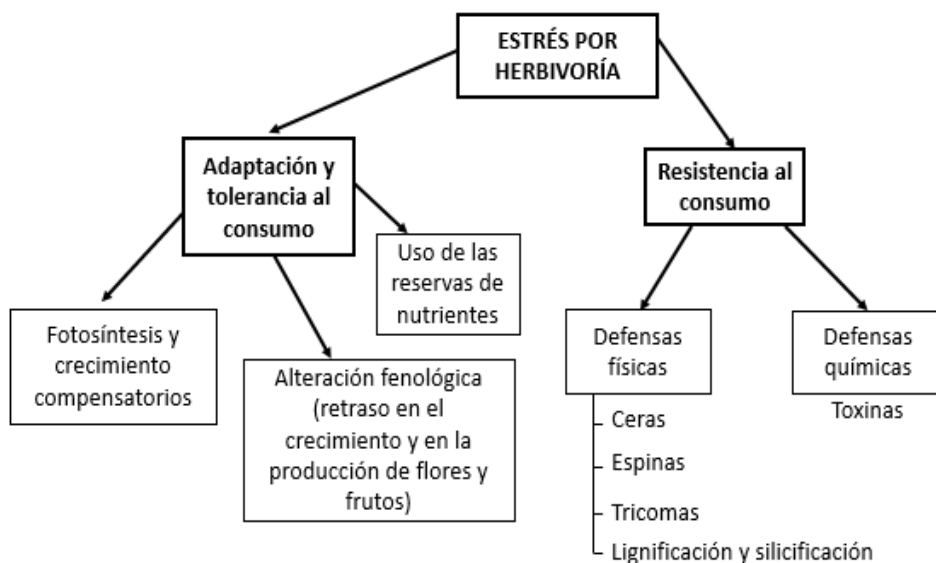 ESTRÉS POR
HERBIVORÍA
Adaptación y
tolerancia al
consumo
Resistencia al
consumo
Uso de las
reservas de
nutrientes
Fotosíntesis y
crecimiento
compensatorios
Alteración fenológica
(retraso en el
crecimiento y en la
producción de flores y
frutos)
Defensas
físicas
Ceras
Espinas
Tricomas
Lignificación y silicificación
Defensas
químicas
Toxinas